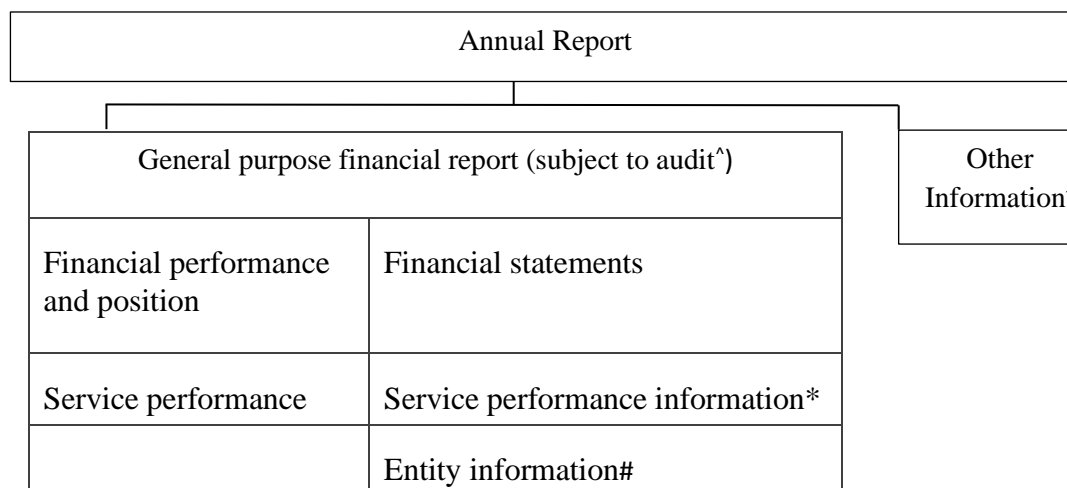 Annual Report
General purpose financial report (subject to audit^)
Other
Information
Financial performance
and position
Financial statements
Service performance
Service performance information*
Entity information#